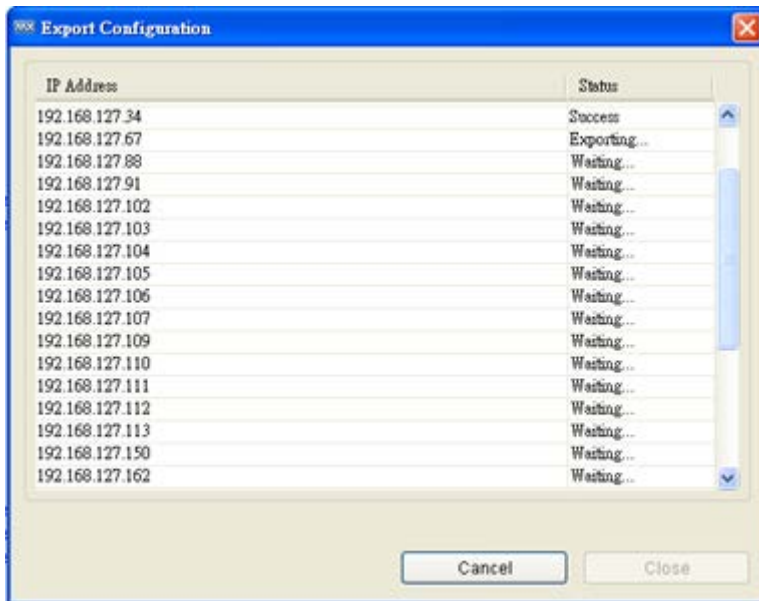 Export Configuration
IP Address Status
192.168.127.34 Success
192.168.127.67 Exporting...
192.168.127.88 Waiting...
192.168.127.91 Waiting...
192.168.127.102 Waiting...
192.168.127.103 Waiting...
192.168.127.104 Waiting...
192.168.127.105 Waiting...
192.168.127.106 Waiting...
192.168.127.107 Waiting...
192.168.127.109 Waiting...
192.168.127.110 Waiting...
192.168.127.111 Waiting...
192.168.127.112 Waiting...
192.168.127.113 Waiting...
192.168.127.150 Waiting...
192.168.127.162 Waiting...
Cancel Close